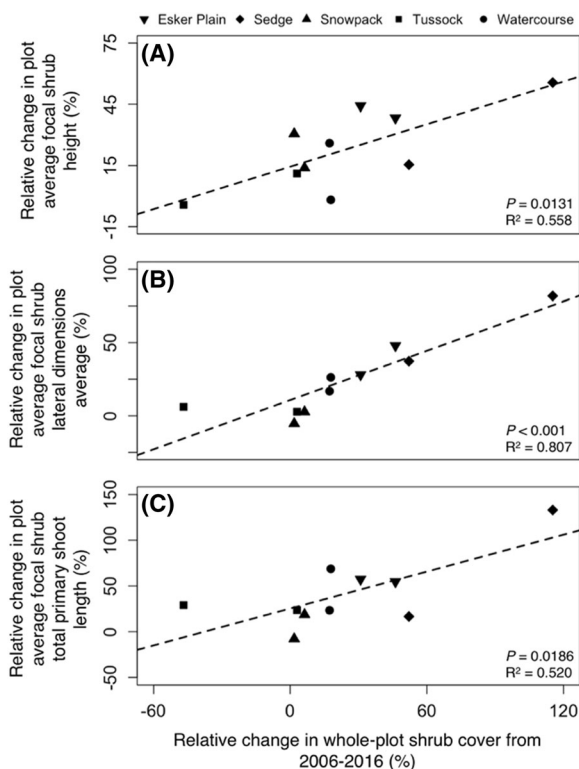 Esker Plain Sedge Snowpack Tussock Watercourse
(A)
Relative change in plot
average focal shrub
height (%)
75
45
15
-15
P = 0.0131
R² = 0.558
(B)
Relative change in plot
average focal shrub
lateral dimensions
average (%)
100
50
0
P < 0.001
R² = 0.807
(C)
Relative change in plot
average focal shrub
total primary shoot
length (%)
150
100
50
0
-50
P = 0.0186
R² = 0.520
-60 0 60 120
Relative change in whole-plot shrub cover from
2006-2016 (%)